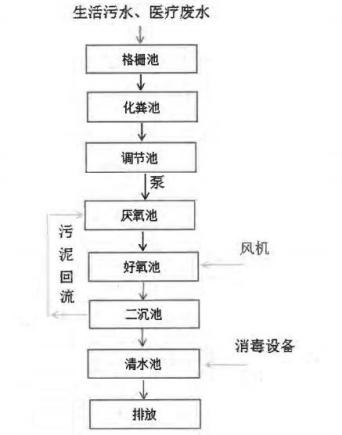 生活污水、医疗废水
格栅池
化粪池
调节池
泵
厌氧池
污泥回流
好氧池
风机
二沉池
消毒设备
清水池
排放